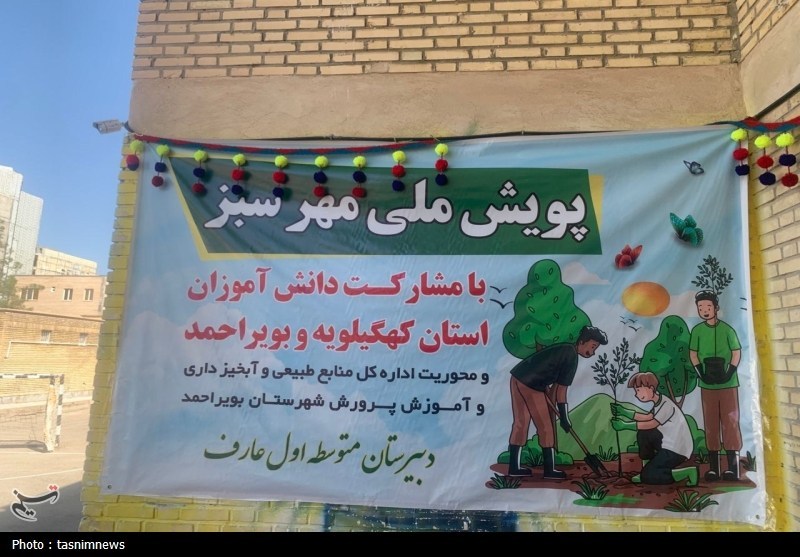 پویش ملی مهر سبز
با مشارکت دانش آموزان
استان کهگیلویه و بویراحمد
و محوریت اداره کل منابع طبیعی و آبخیز داری
و آموزش پرورش شهرستان بویراحمد
دبیرستان متوسطه اول عارف
تسنیم
Photo : tasnimnews